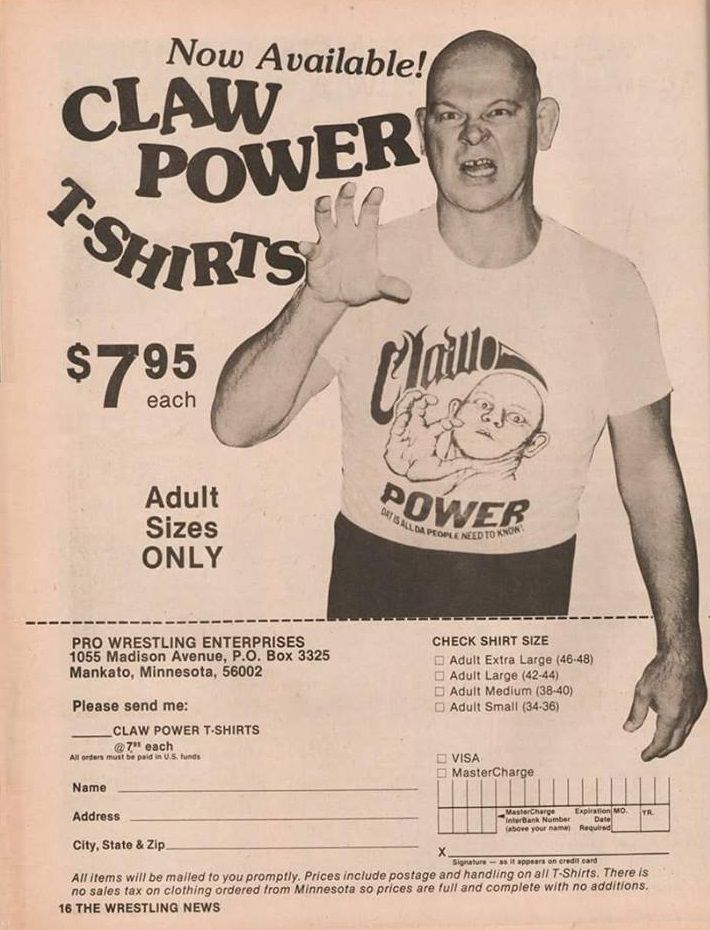 Now Available!
CLAW
POWER
T-SHIRTS
$7 95
each
Adult
Sizes
ONLY
Claw
POWER
DAT IS ALL DA PEOPLE NEED TO KNOW!
PRO WRESTLING ENTERPRISES
1055 Madison Avenue, P.O. Box 3325
Mankato, Minnesota, 56002
Please send me:
_____CLAW POWER T-SHIRTS
@ 7.95 each
All orders must be paid in U.S. funds
Name
Address
City, State & Zip
CHECK SHIRT SIZE
Adult Extra Large (46-48)
Adult Large (42-44)
Adult Medium (38-40)
Adult Small (34-36)
VISA
MasterCharge
MasterCharge
InterBank Number
(above your name)
Expiration
Date
Required
MO.
YR.
X
Signature — as it appears on credit card
All items will be mailed to you promptly. Prices include postage and handling on all T-Shirts. There is
no sales tax on clothing ordered from Minnesota so prices are full and complete with no additions.
16 THE WRESTLING NEWS